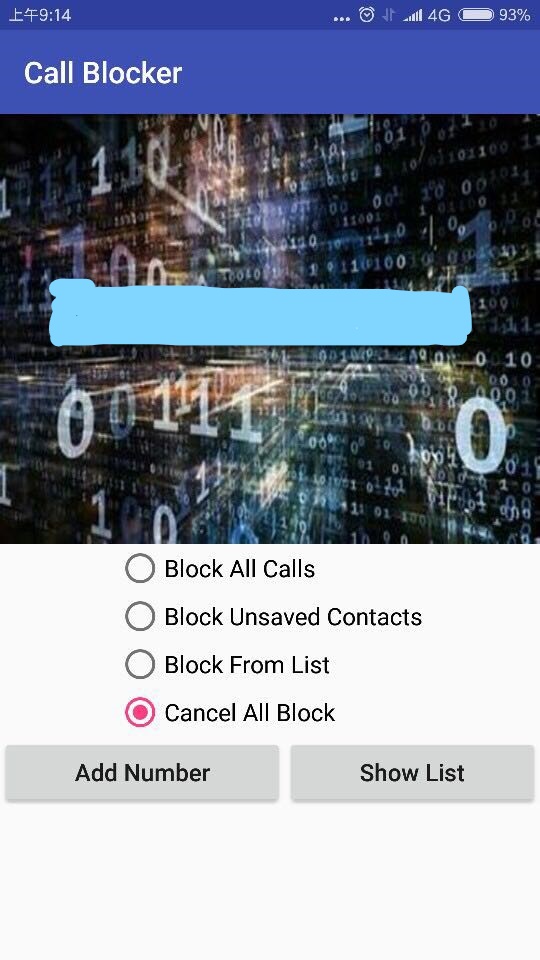 上午9:14 ... 4G 93%
Call Blocker
Block All Calls
Block Unsaved Contacts
Block From List
Cancel All Block
Add Number Show List